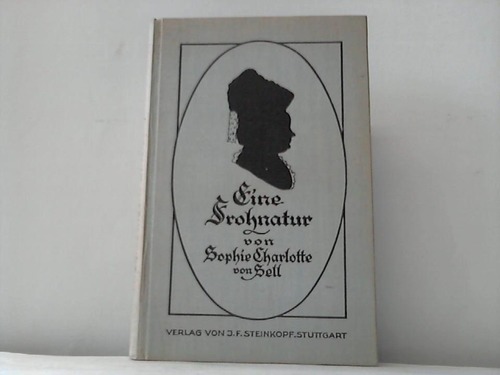 Eine
Frohnatur
von
Sophie Charlotte
von Sell
VERLAG VON J.F. STEINKOPF. STUTTGART